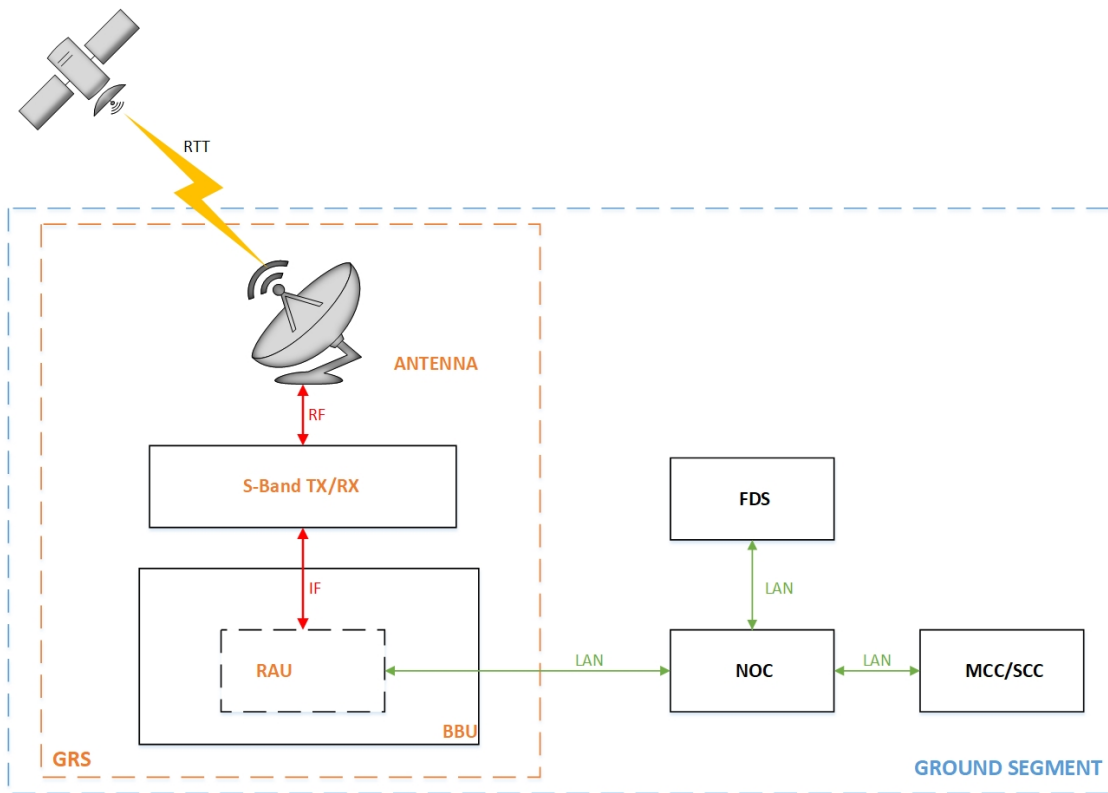 RTT
ANTENNA
RF
S-Band TX/RX
FDS
IF
LAN
RAU
LAN
NOC
LAN
MCC/SCC
BBU
GRS
GROUND SEGMENT